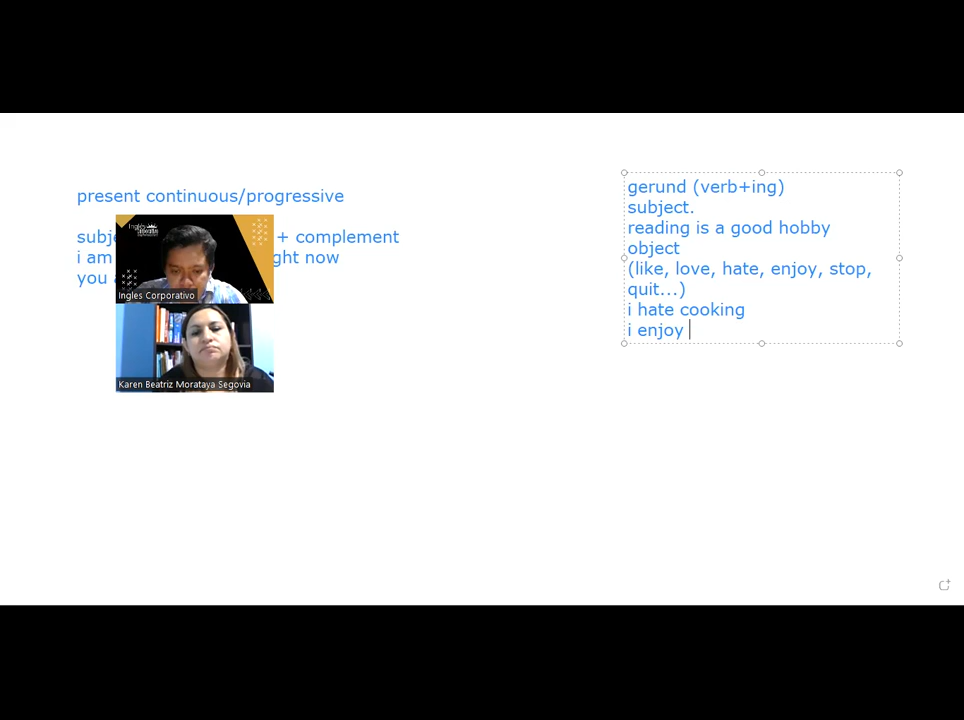 present continuous/progressive
+ complement
i am
ght now
you
Ingles Corporativo
Karen Beatriz Morataya Segovia
gerund (verb+ing)
subject.
reading is a good hobby
object
(like, love, hate, enjoy, stop,
quit...)
i hate cooking
i enjoy